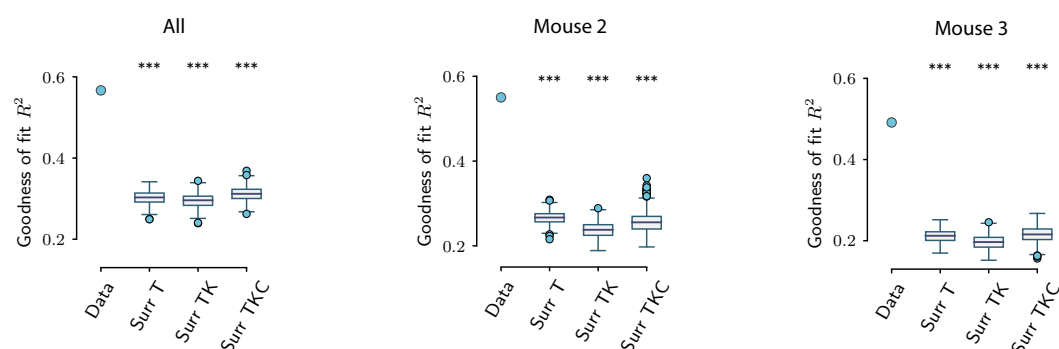 All
*** *** ***
Goodness of fit R²
0.6
0.4
0.2
Data
Surr T
Surr TK
Surr TKC
Mouse 2
*** *** ***
Goodness of fit R²
0.6
0.4
0.2
Data
Surr T
Surr TK
Surr TKC
Mouse 3
*** *** ***
Goodness of fit R²
0.6
0.4
0.2
Data
Surr T
Surr TK
Surr TKC